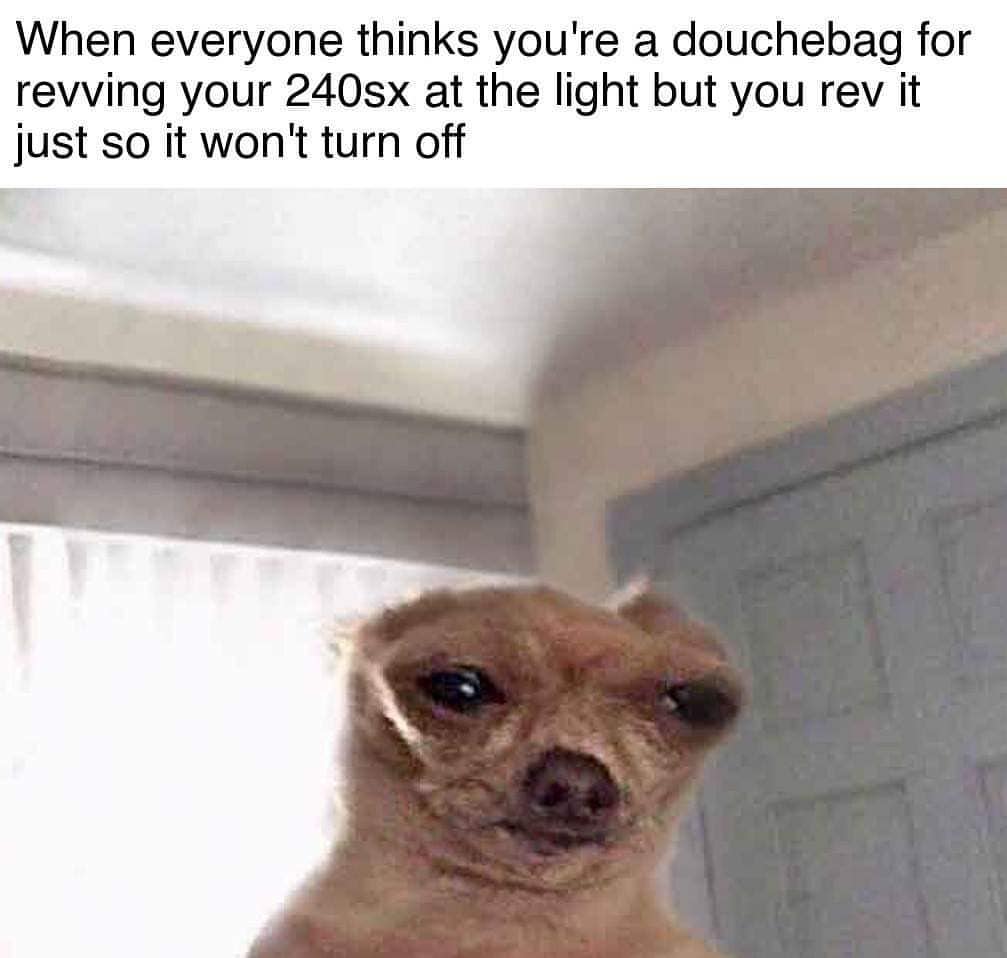 When everyone thinks you're a douchebag for
revving your 240sx at the light but you rev it
just so it won't turn off